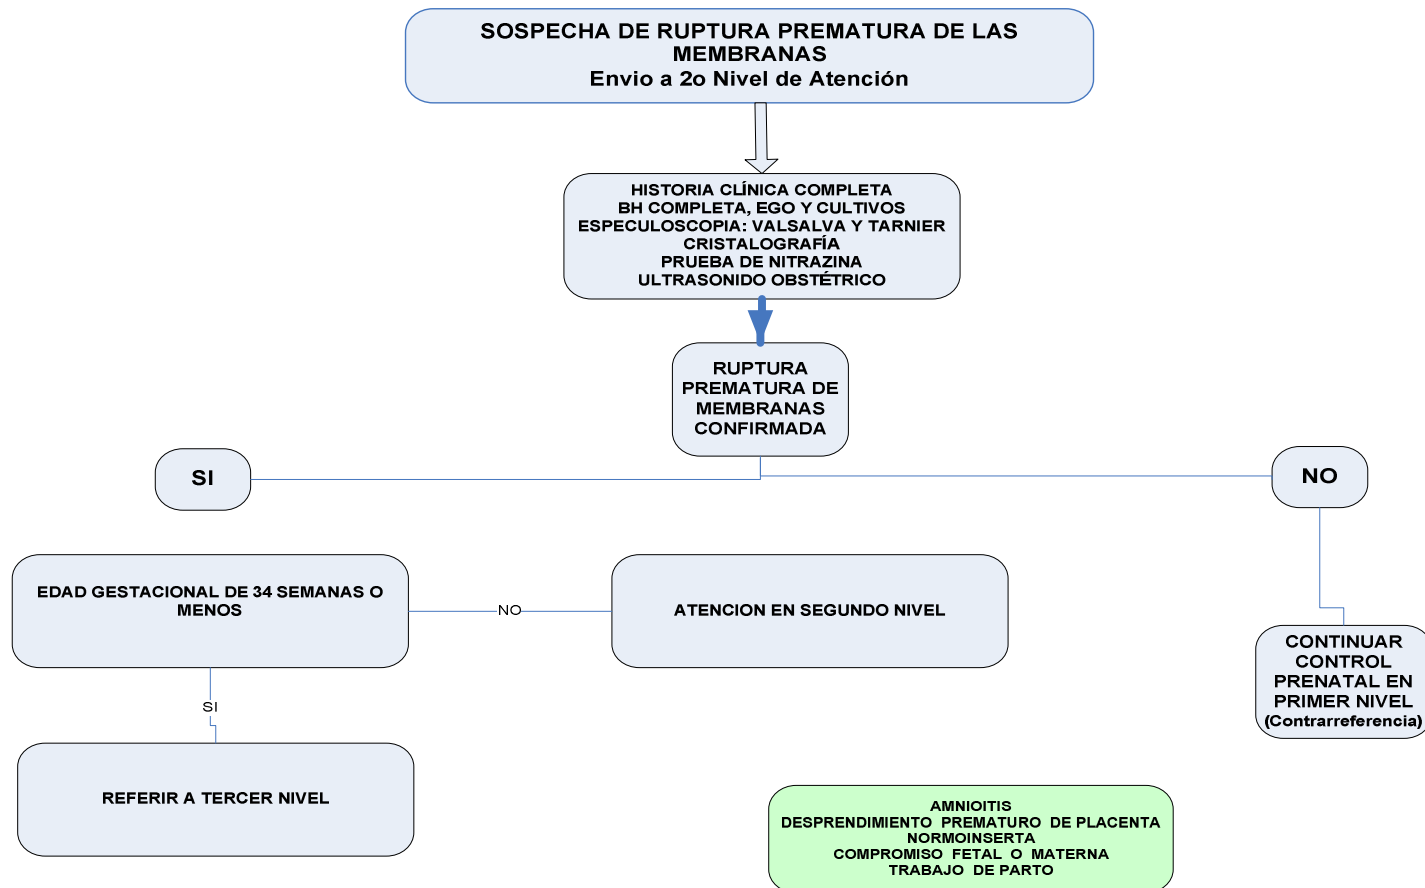 SOSPECHA DE RUPTURA PREMATURA DE LAS
MEMBRANAS
Envio a 2o Nivel de Atención
HISTORIA CLÍNICA COMPLETA
BH COMPLETA, EGO Y CULTIVOS
ESPECULOSCOPIA: VALSALVA Y TARNIER
CRISTALOGRAFÍA
PRUEBA DE NITRAZINA
ULTRASONIDO OBSTÉTRICO
RUPTURA
PREMATURA DE
MEMBRANAS
CONFIRMADA
SI
NO
EDAD GESTACIONAL DE 34 SEMANAS O
MENOS
NO
ATENCION EN SEGUNDO NIVEL
CONTINUAR
CONTROL
PRENATAL EN
PRIMER NIVEL
(Contrarreferencia)
SI
REFERIR A TERCER NIVEL
AMNIOITIS
DESPRENDIMIENTO PREMATURO DE PLACENTA
NORMOINSERTA
COMPROMISO FETAL O MATERNA
TRABAJO DE PARTO